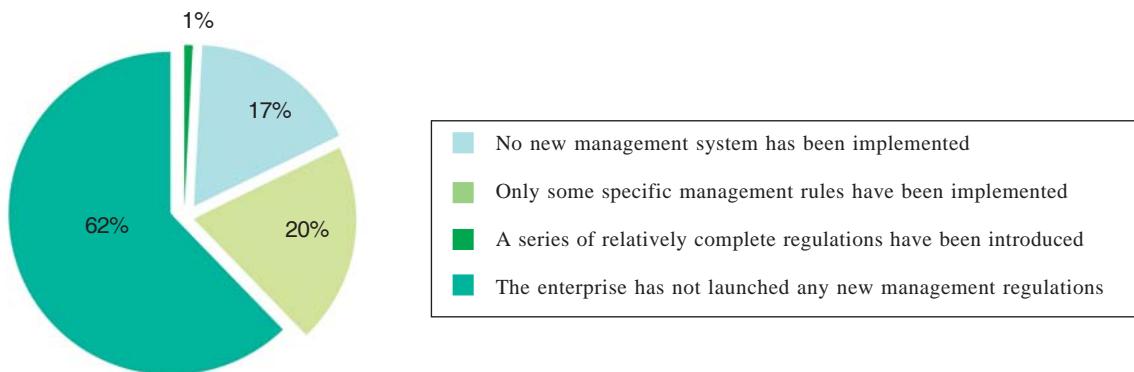 1%
17%
20%
62%
No new management system has been implemented
Only some specific management rules have been implemented
A series of relatively complete regulations have been introduced
The enterprise has not launched any new management regulations